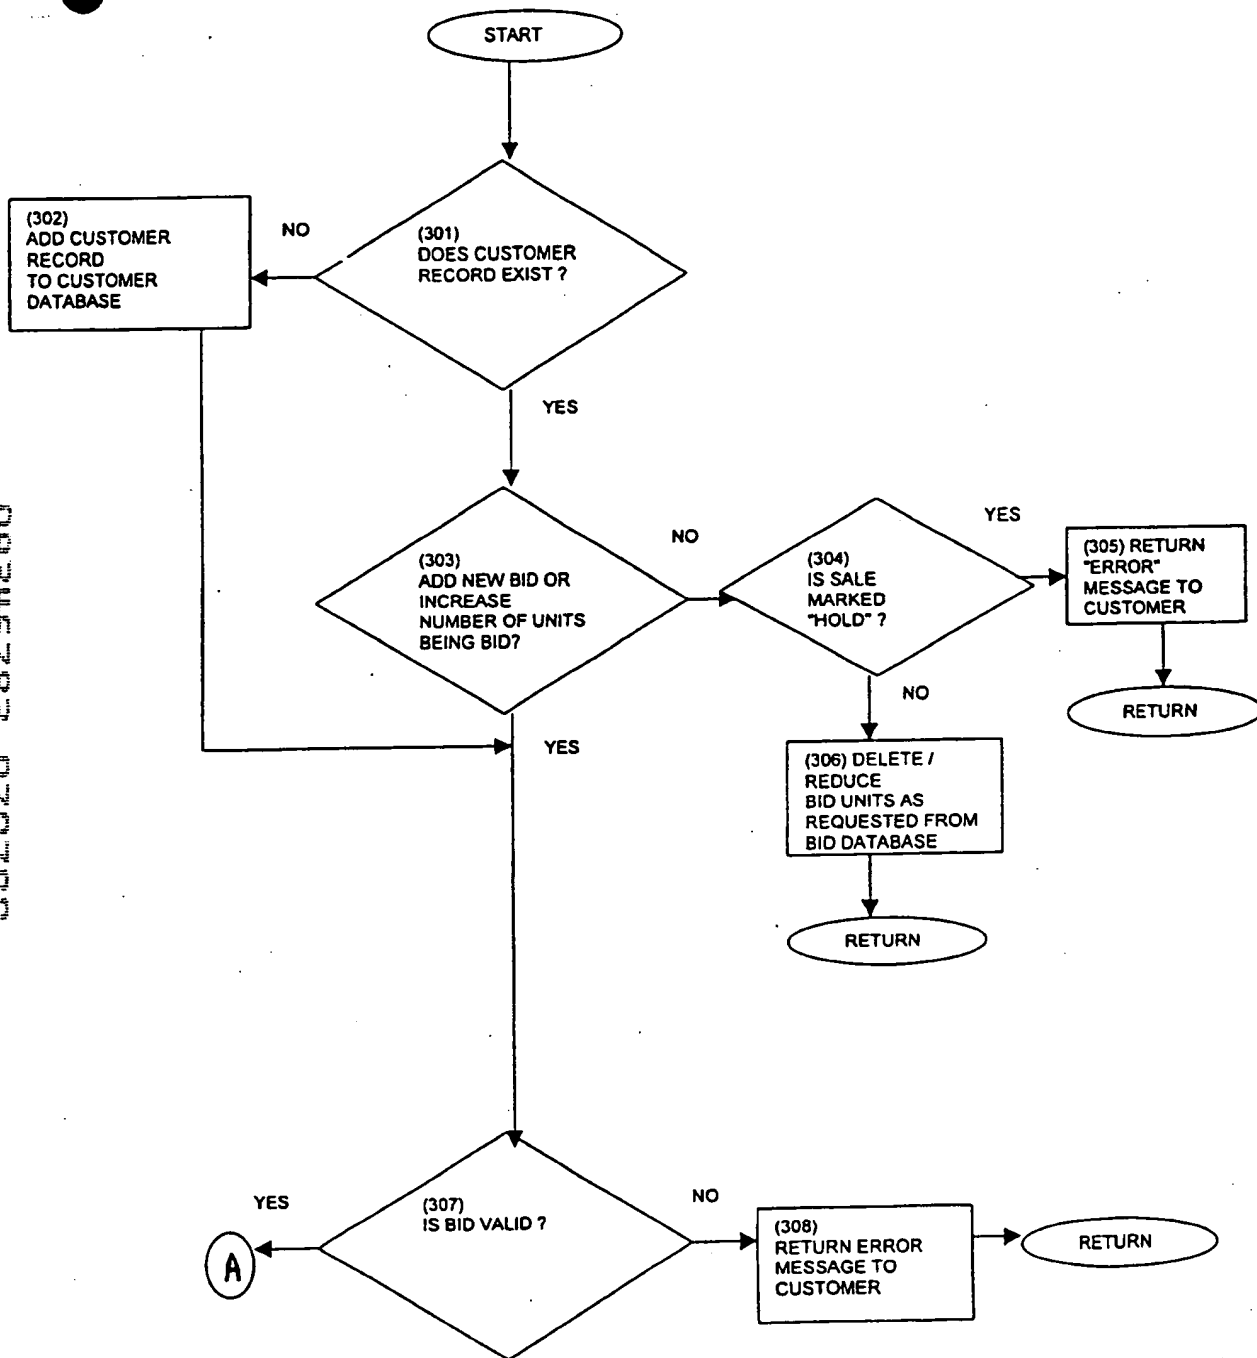 START
(302)
ADD CUSTOMER
RECORD
TO CUSTOMER
DATABASE
NO
(301)
DOES CUSTOMER
RECORD EXIST ?
YES
(303)
ADD NEW BID OR
INCREASE
NUMBER OF UNITS
BEING BID?
NO
(304)
IS SALE
MARKED
"HOLD" ?
YES
(305) RETURN
"ERROR"
MESSAGE TO
CUSTOMER
RETURN
NO
YES
(306) DELETE /
REDUCE
BID UNITS AS
REQUESTED FROM
BID DATABASE
RETURN
YES
(307)
IS BID VALID ?
NO
(308)
RETURN ERROR
MESSAGE TO
CUSTOMER
RETURN
A